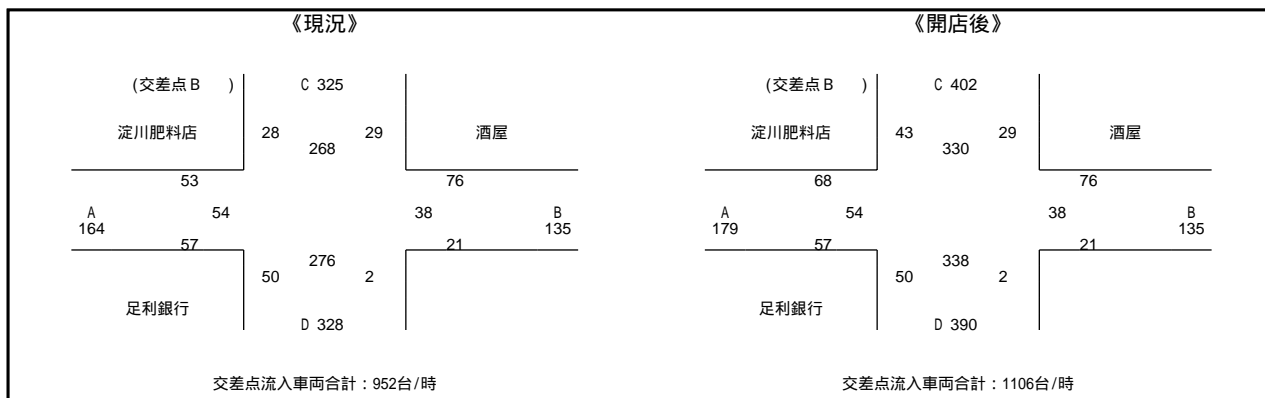 《現況》
(交差点B )
C 325
淀川肥料店
28
29
268
酒屋
53
76
A
164
54
38
B
135
57
21
276
50
2
足利銀行
D 328
交差点流入車両合計：952台/時
《開店後》
(交差点B )
C 402
淀川肥料店
43
29
330
酒屋
68
76
A
179
54
38
B
135
57
21
338
50
2
足利銀行
D 390
交差点流入車両合計：1106台/時